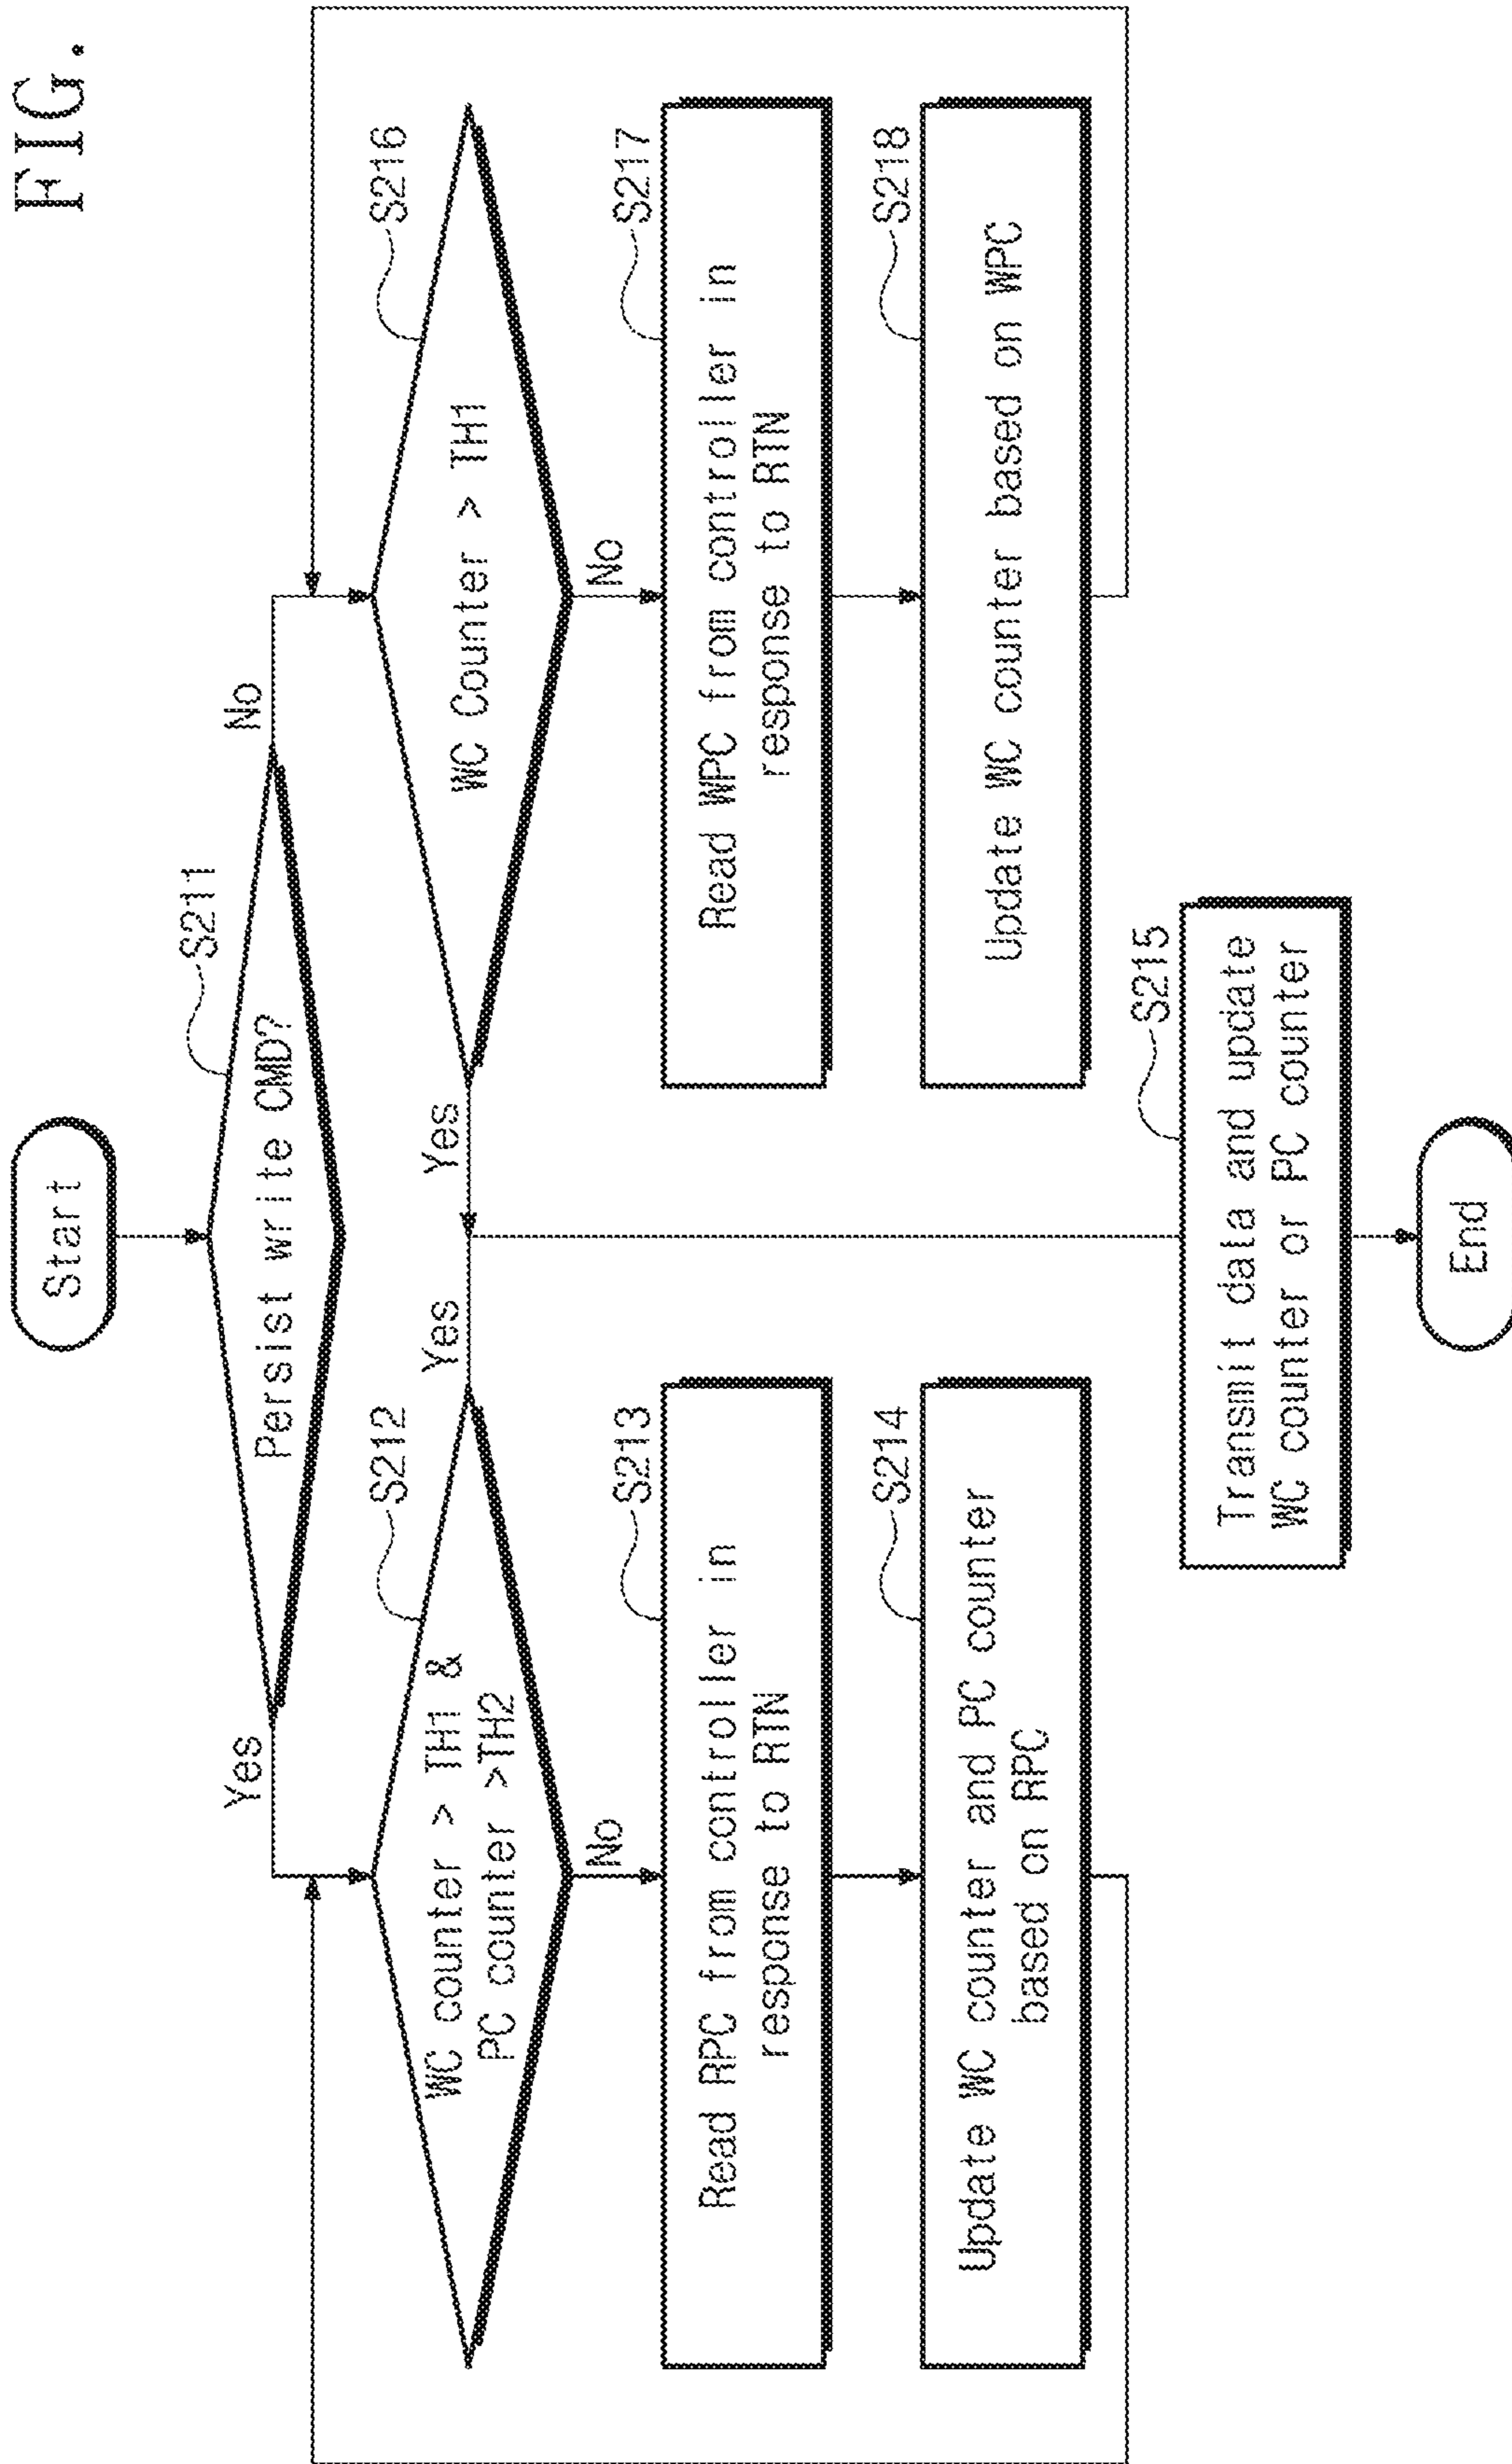 FIG.
Start
S211
Persist write CMD?
Yes
No
S212
WC counter > TH1 &
PC counter >TH2
Yes
No
S213
Read RPC from controller in
response to RTN
S214
Update WC counter and PC counter
based on RPC
S216
WC Counter > TH1
Yes
No
S217
Read WPC from controller in
response to RTN
S218
Update WC counter based on WPC
S215
Transmit data and update
WC counter or PC counter
End